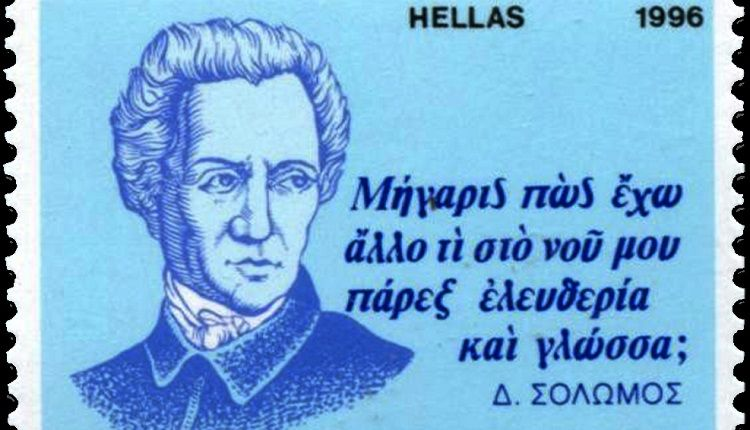 HELLAS 1996
Μήγαρις πὼς ἔχω
ἄλλο τὶ στὸ νοῦ μου
πάρεξ ἐλευθερία
καὶ γλώσσα;
Δ. ΣΟΛΩΜΟΣ